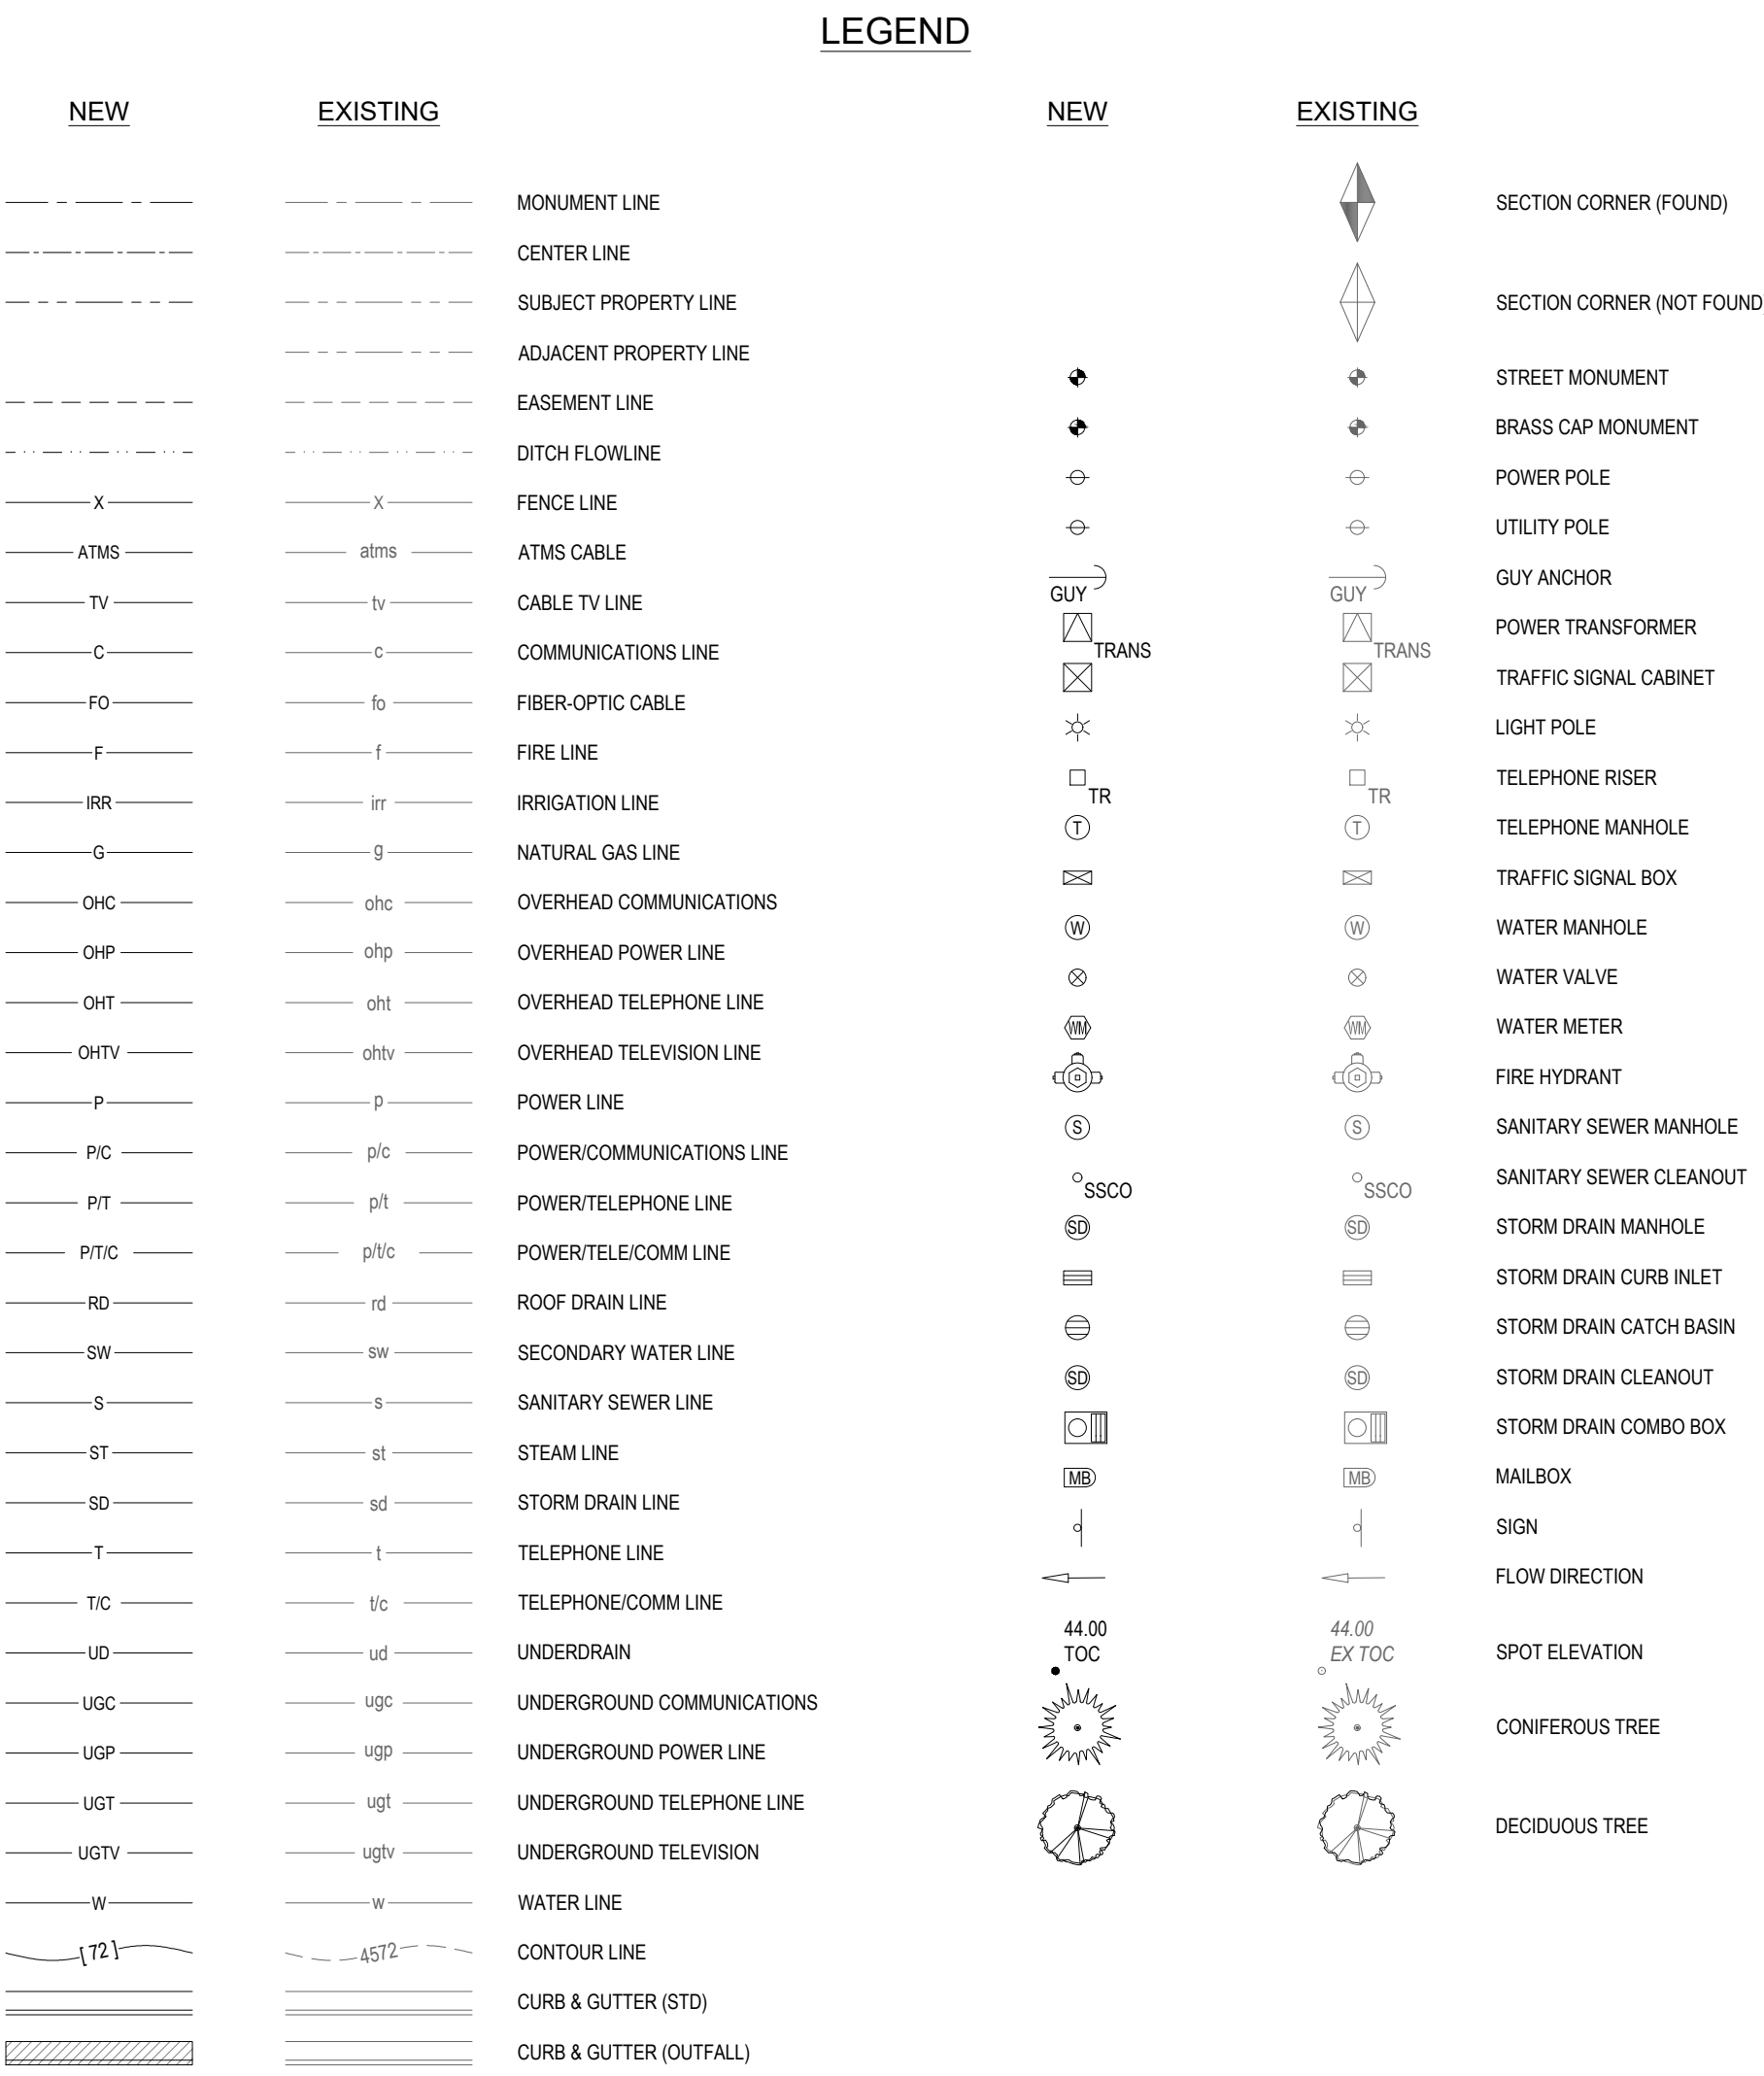 LEGEND
NEW EXISTING
MONUMENT LINE
CENTER LINE
SUBJECT PROPERTY LINE
ADJACENT PROPERTY LINE
EASEMENT LINE
DITCH FLOWLINE
X x FENCE LINE
ATMS atms ATMS CABLE
TV tv CABLE TV LINE
C c COMMUNICATIONS LINE
FO fo FIBER-OPTIC CABLE
F f FIRE LINE
IRR irr IRRIGATION LINE
G g NATURAL GAS LINE
OHC ohc OVERHEAD COMMUNICATIONS
OHP ohp OVERHEAD POWER LINE
OHT oht OVERHEAD TELEPHONE LINE
OHTV ohtv OVERHEAD TELEVISION LINE
P p POWER LINE
P/C p/c POWER/COMMUNICATIONS LINE
P/T p/t POWER/TELEPHONE LINE
P/T/C p/t/c POWER/TELE/COMM LINE
RD rd ROOF DRAIN LINE
SW sw SECONDARY WATER LINE
S s SANITARY SEWER LINE
ST st STEAM LINE
SD sd STORM DRAIN LINE
T t TELEPHONE LINE
T/C t/c TELEPHONE/COMM LINE
UD ud UNDERDRAIN
UGC ugc UNDERGROUND COMMUNICATIONS
UGP ugp UNDERGROUND POWER LINE
UGT ugt UNDERGROUND TELEPHONE LINE
UGTV ugtv UNDERGROUND TELEVISION
W w WATER LINE
[ 72 ] 4572 CONTOUR LINE
CURB & GUTTER (STD)
CURB & GUTTER (OUTFALL)
NEW EXISTING
SECTION CORNER (FOUND)
SECTION CORNER (NOT FOUND)
STREET MONUMENT
BRASS CAP MONUMENT
POWER POLE
UTILITY POLE
GUY GUY GUY ANCHOR
TRANS TRANS POWER TRANSFORMER
TRAFFIC SIGNAL CABINET
LIGHT POLE
TR TR TELEPHONE RISER
T T TELEPHONE MANHOLE
TRAFFIC SIGNAL BOX
W W WATER MANHOLE
WATER VALVE
WM WM WATER METER
FIRE HYDRANT
S S SANITARY SEWER MANHOLE
SSCO SSCO SANITARY SEWER CLEANOUT
SD SD STORM DRAIN MANHOLE
STORM DRAIN CURB INLET
STORM DRAIN CATCH BASIN
SD SD STORM DRAIN CLEANOUT
STORM DRAIN COMBO BOX
MB MB MAILBOX
SIGN
FLOW DIRECTION
44.00 44.00
TOC EX TOC SPOT ELEVATION
CONIFEROUS TREE
DECIDUOUS TREE